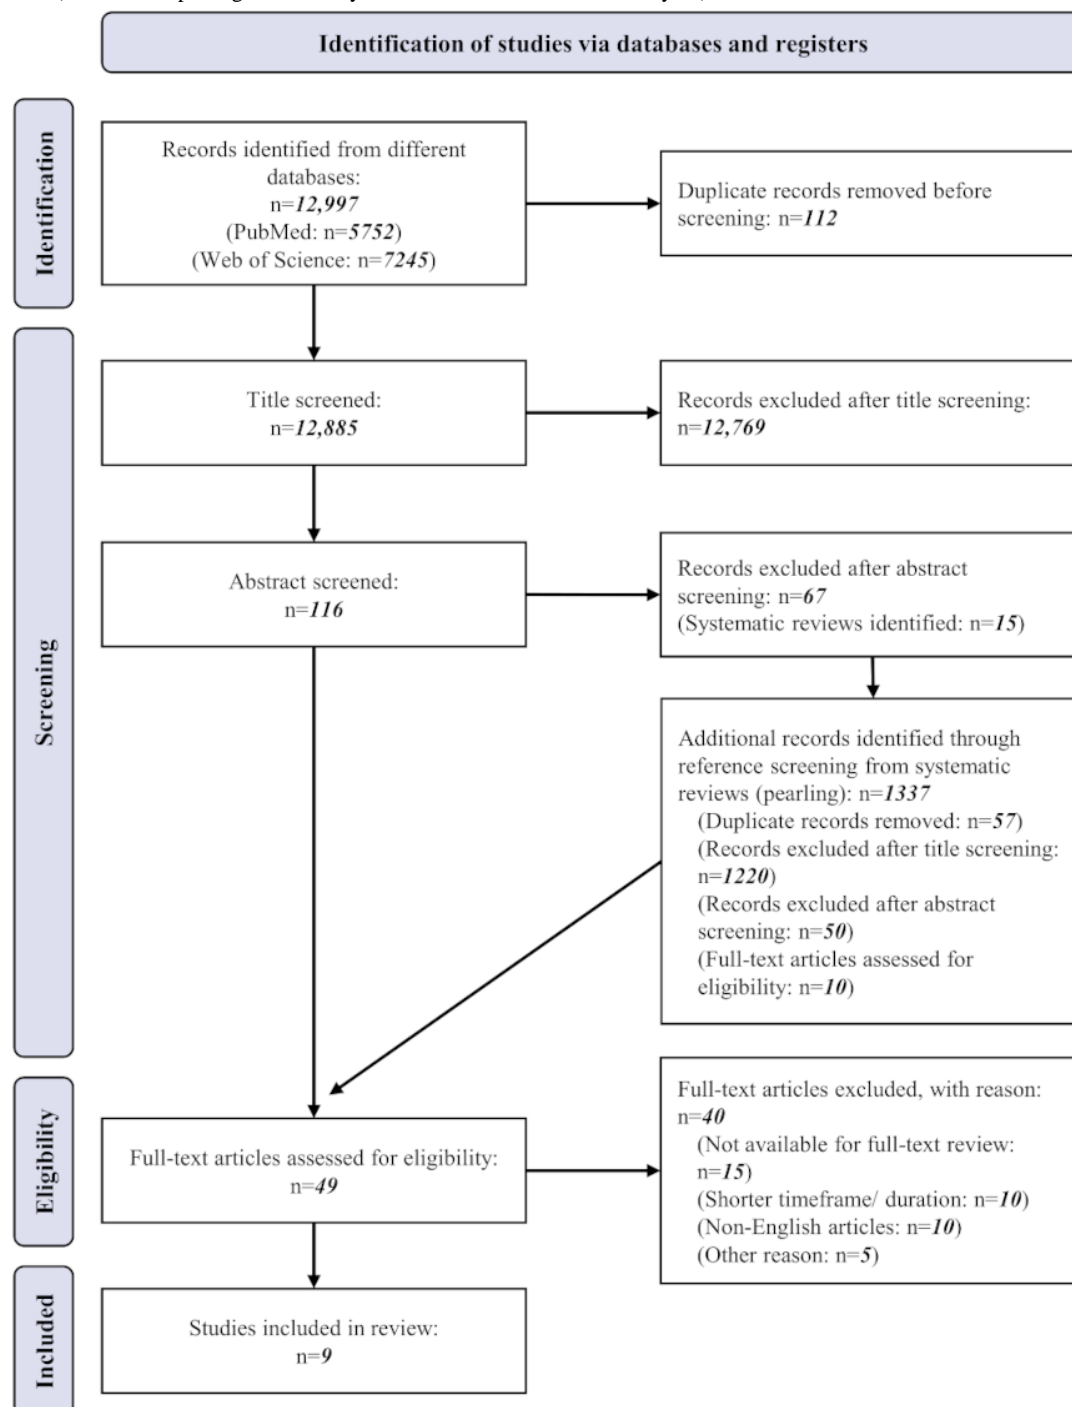 Identification of studies via databases and registers
Identification
Records identified from different
databases:
n=12,997
(PubMed: n=5752)
(Web of Science: n=7245)
Duplicate records removed before
screening: n=112
Screening
Title screened:
n=12,885
Records excluded after title screening:
n=12,769
Abstract screened:
n=116
Records excluded after abstract
screening: n=67
(Systematic reviews identified: n=15)
Additional records identified through
reference screening from systematic
reviews (pearling): n=1337
(Duplicate records removed: n=57)
(Records excluded after title screening:
n=1220)
(Records excluded after abstract
screening: n=50)
(Full-text articles assessed for
eligibility: n=10)
Eligibility
Full-text articles assessed for eligibility:
n=49
Full-text articles excluded, with reason:
n=40
(Not available for full-text review:
n=15)
(Shorter timeframe/ duration: n=10)
(Non-English articles: n=10)
(Other reason: n=5)
Included
Studies included in review:
n=9